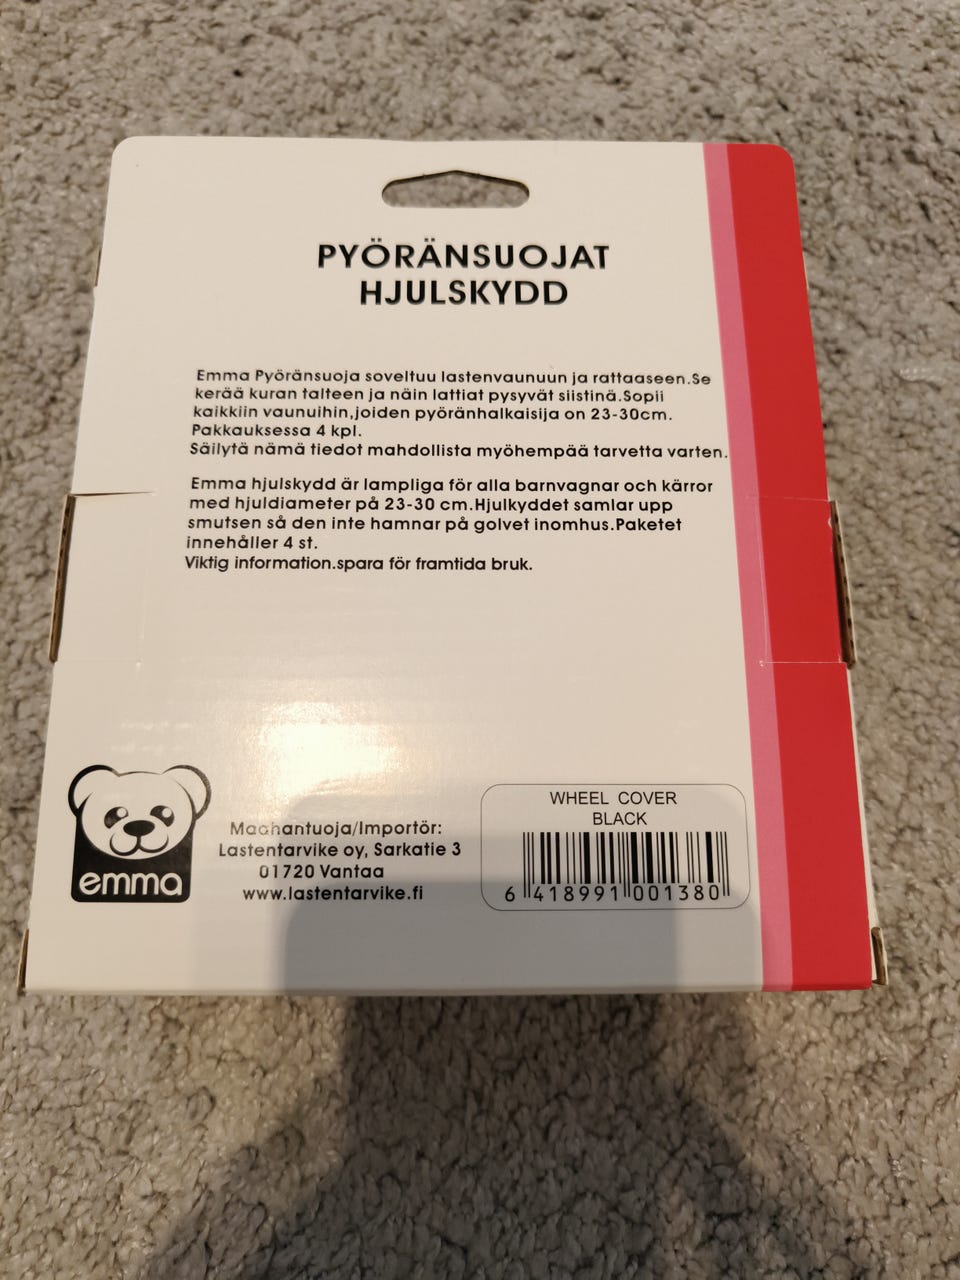 PYÖRÄNSUOJAT
HJULSKYDD
Emma Pyöränsuoja soveltuu lastenvaunuun ja rattaaseen.Se
kerää kuran talteen ja näin lattiat pysyvät siistinä.Sopii
kaikkiin vaunuihin,joiden pyöränhalkaisija on 23-30cm.
Pakkauksessa 4 kpl.
Säilytä nämä tiedot mahdollista myöhempää tarvetta varten.
Emma hjulskydd är lampliga för alla barnvagnar och kärror
med hjuldiameter på 23-30 cm.Hjulkyddet samlar upp
smutsen så den inte hamnar på golvet inomhus.Paketet
innehåller 4 st.
Viktig information.spara för framtida bruk.
emma
Maahantuoja/Importör:
Lastentarvike oy, Sarkatie 3
01720 Vantaa
www.lastentarvike.fi
WHEEL COVER
BLACK
6 418991 001380